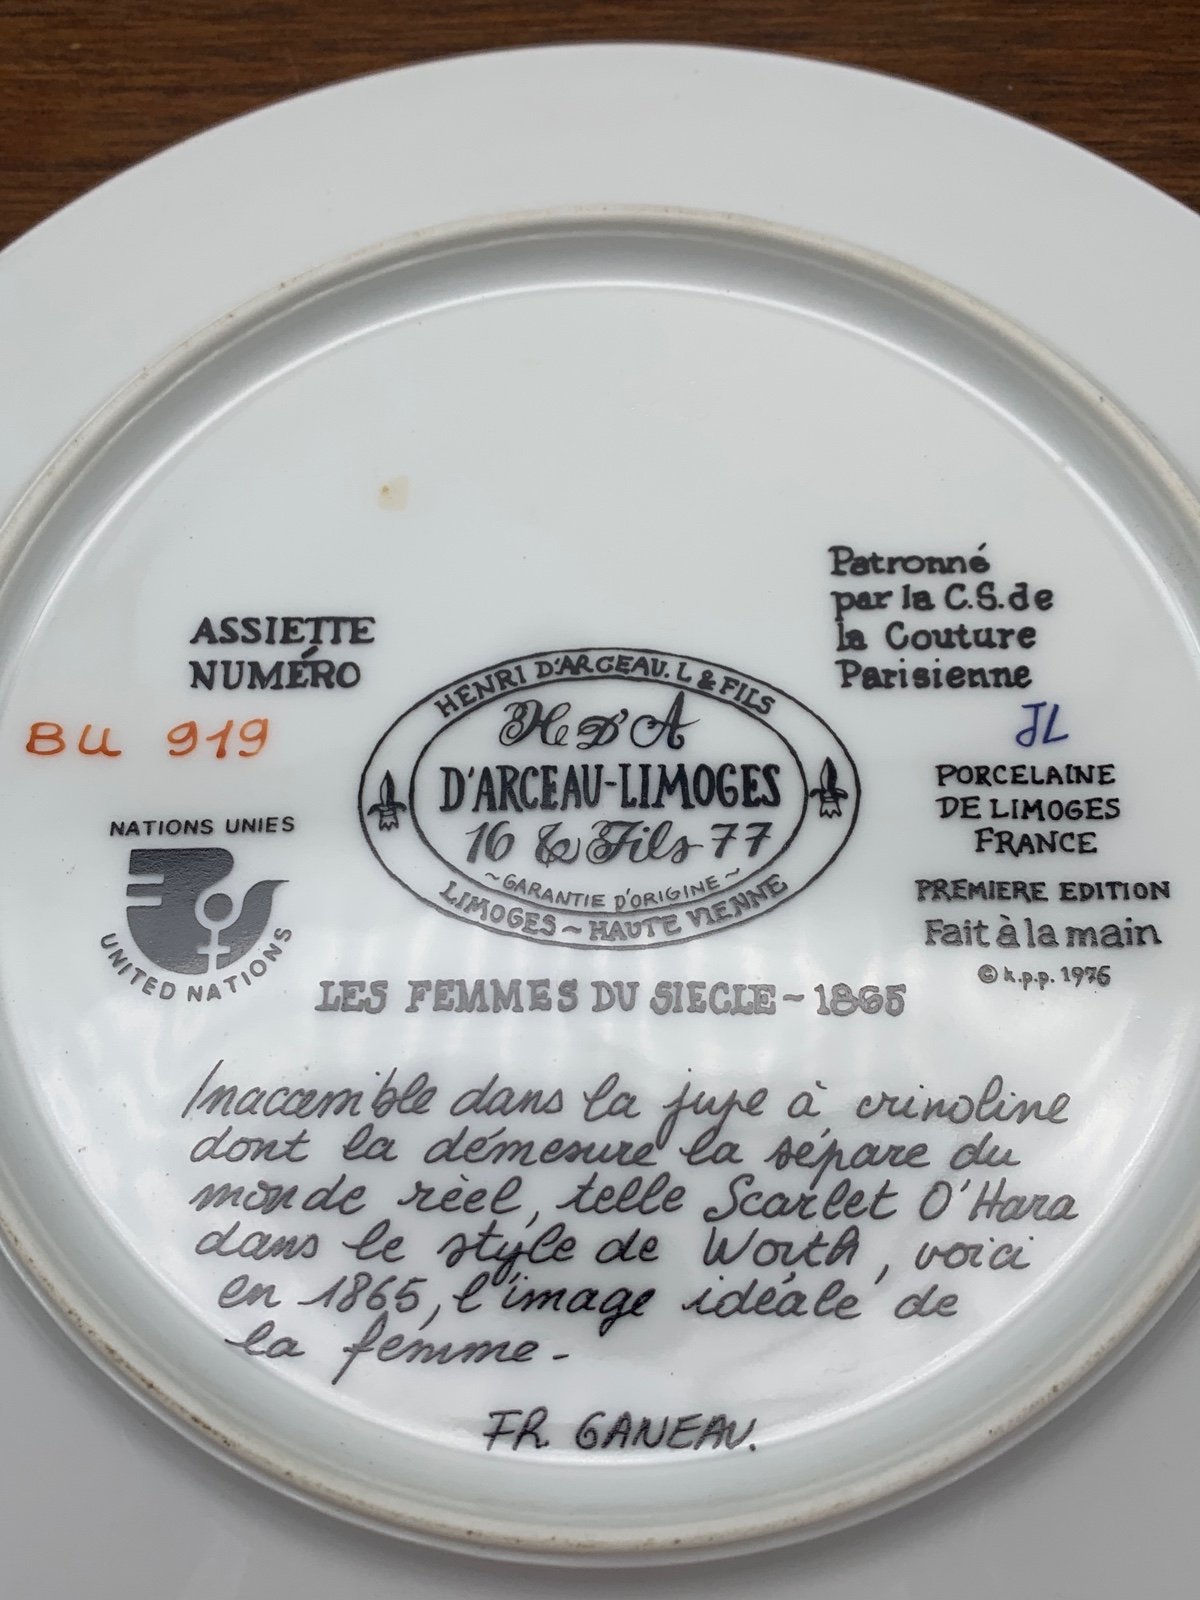 Patronné
par la C.S. de
la Couture
Parisienne
ASSIETTE
NUMÉRO
BU 919
HENRI D'ARCEAU. L & FILS
H D'A
D'ARCEAU-LIMOGES
16 & Fils 77
~GARANTIE D'ORIGINE~
LIMOGES ~ HAUTE VIENNE
JL
PORCELAINE
DE LIMOGES
FRANCE
PREMIERE EDITION
Fait à la main
© k.p.p. 1976
NATIONS UNIES
UNITED NATIONS
LES FEMMES DU SIECLE ~ 1865
Inaccessible dans la jupe à crinoline
dont la démesure la sépare du
monde rèel, telle Scarlet O'Hara
dans le style de Worth, voici
en 1865, l'image idéale de
la femme -
FR. GANEAU.